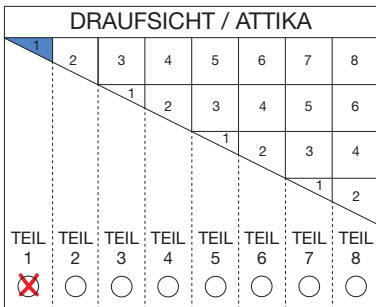 DRAUFSICHT / ATTIKA
1 2 3 4 5 6 7 8
1 2 3 4 5 6
1 2 3 4
1 2
TEIL TEIL TEIL TEIL TEIL TEIL TEIL TEIL
1 2 3 4 5 6 7 8